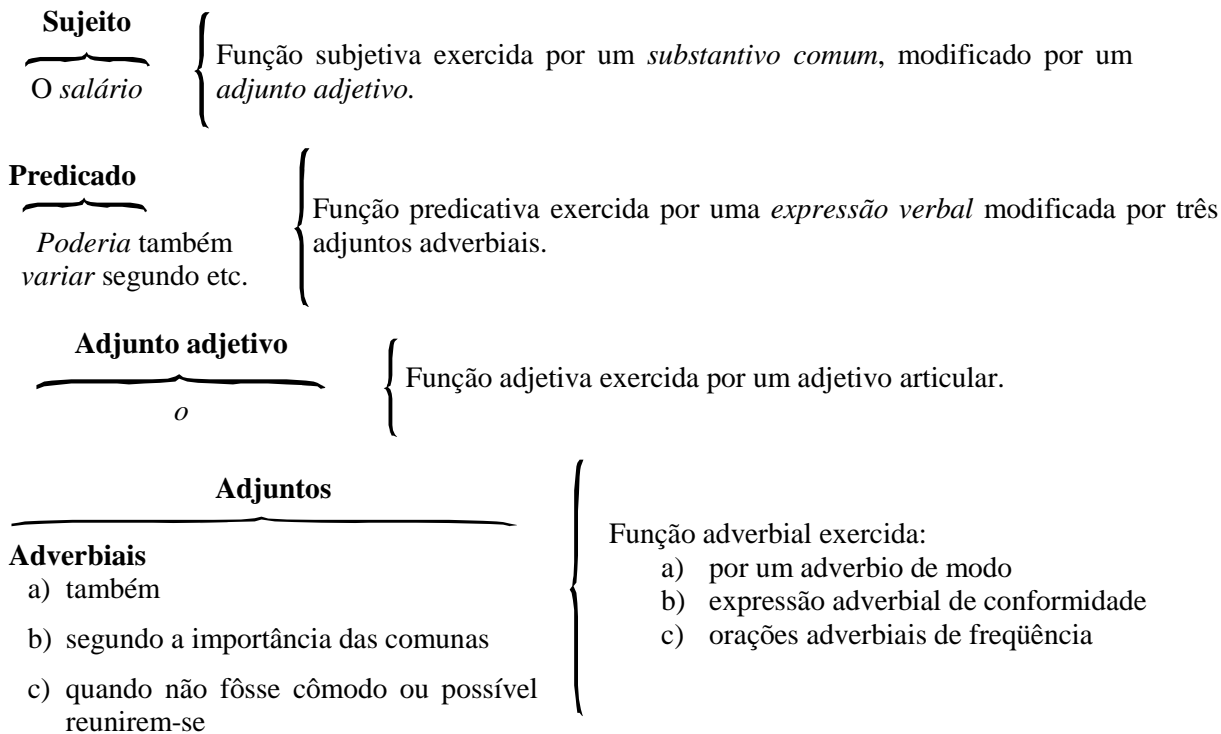 Sujeito
O salário
Função subjetiva exercida por um substantivo comum, modificado por um
adjunto adjetivo.
Predicado
Poderia também
variar segundo etc.
Função predicativa exercida por uma expressão verbal modificada por três
adjuntos adverbiais.
Adjunto adjetivo
o
Função adjetiva exercida por um adjetivo articular.
Adjuntos
Adverbiais
a) também
b) segundo a importância das comunas
c) quando não fôsse cômodo ou possível
reunirem-se
Função adverbial exercida:
a) por um adverbio de modo
b) expressão adverbial de conformidade
c) orações adverbiais de freqüência